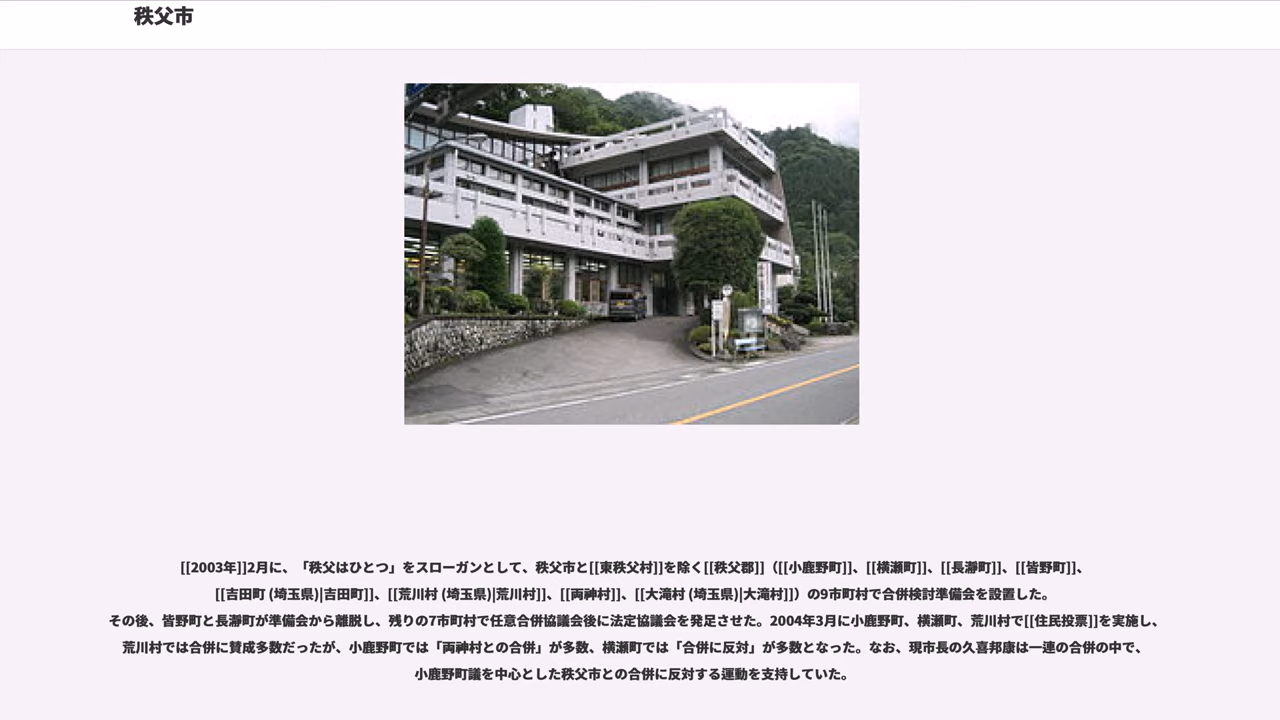 秩父市
[[2003年]]2月に、「秩父はひとつ」をスローガンとして、秩父市と[[東秩父村]]を除く[[秩父郡]]（[[小鹿野町]]、[[横瀬町]]、[[長瀞町]]、[[皆野町]]、
[[吉田町 (埼玉県)|吉田町]]、[[荒川村 (埼玉県)|荒川村]]、[[両神村]]、[[大滝村 (埼玉県)|大滝村]]）の9市町村で合併検討準備会を設置した。
その後、皆野町と長瀞町が準備会から離脱し、残りの7市町村で任意合併協議会後に法定協議会を発足させた。2004年3月に小鹿野町、横瀬町、荒川村で[[住民投票]]を実施し、
荒川村では合併に賛成多数だったが、小鹿野町では「両神村との合併」が多数、横瀬町では「合併に反対」が多数となった。なお、現市長の久喜邦康は一連の合併の中で、
小鹿野町議を中心とした秩父市との合併に反対する運動を支持していた。